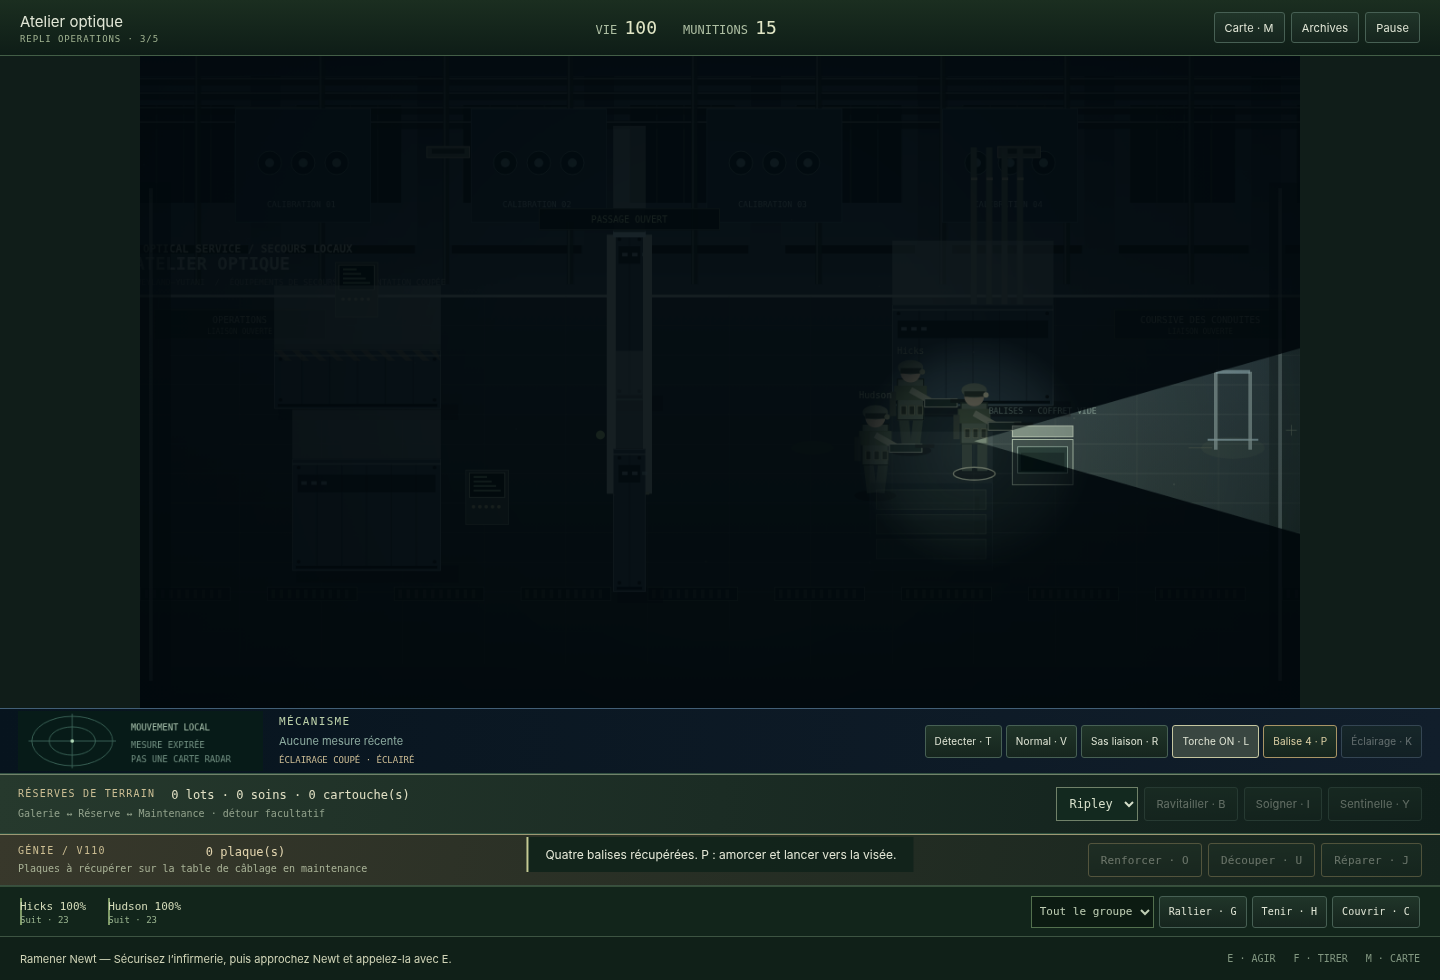 Atelier optique
REPLI OPERATIONS · 3/5
VIE 100 MUNITIONS 15
Carte · M
Archives
Pause
CALIBRATION 01
CALIBRATION 02
CALIBRATION 03
PASSAGE OUVERT
OPTICAL SERVICE / SECOURS LOCAUX
ATELIER OPTIQUE
OPERATIONS
Hicks
Hudson
BALISES · COFFRET VIDE
MOUVEMENT LOCAL
MESURE EXPIRÉE
PAS UNE CARTE RADAR
MÉCANISME
Aucune mesure récente
ÉCLAIRAGE COUPÉ · ÉCLAIRÉ
Détecter · T
Normal · V
Sas liaison · R
Torche ON · L
Balise 4 · P
Éclairage · K
RÉSERVES DE TERRAIN 0 lots · 0 soins · 0 cartouche(s)
Galerie ↔ Réserve ↔ Maintenance · détour facultatif
Ripley
Ravitailler · B
Soigner · I
Sentinelle · Y
GÉNIE / V110 0 plaque(s)
Plaques à récupérer sur la table de câblage en maintenance
Quatre balises récupérées. P : amorcer et lancer vers la visée.
Renforcer · O
Découper · U
Réparer · J
Hicks 100%
Suit · 23
Hudson 100%
Suit · 23
Tout le groupe
Rallier · G
Tenir · H
Couvrir · C
Ramener Newt — Sécurisez l'infirmerie, puis approchez Newt et appelez-la avec E.
E · AGIR F · TIRER M · CARTE